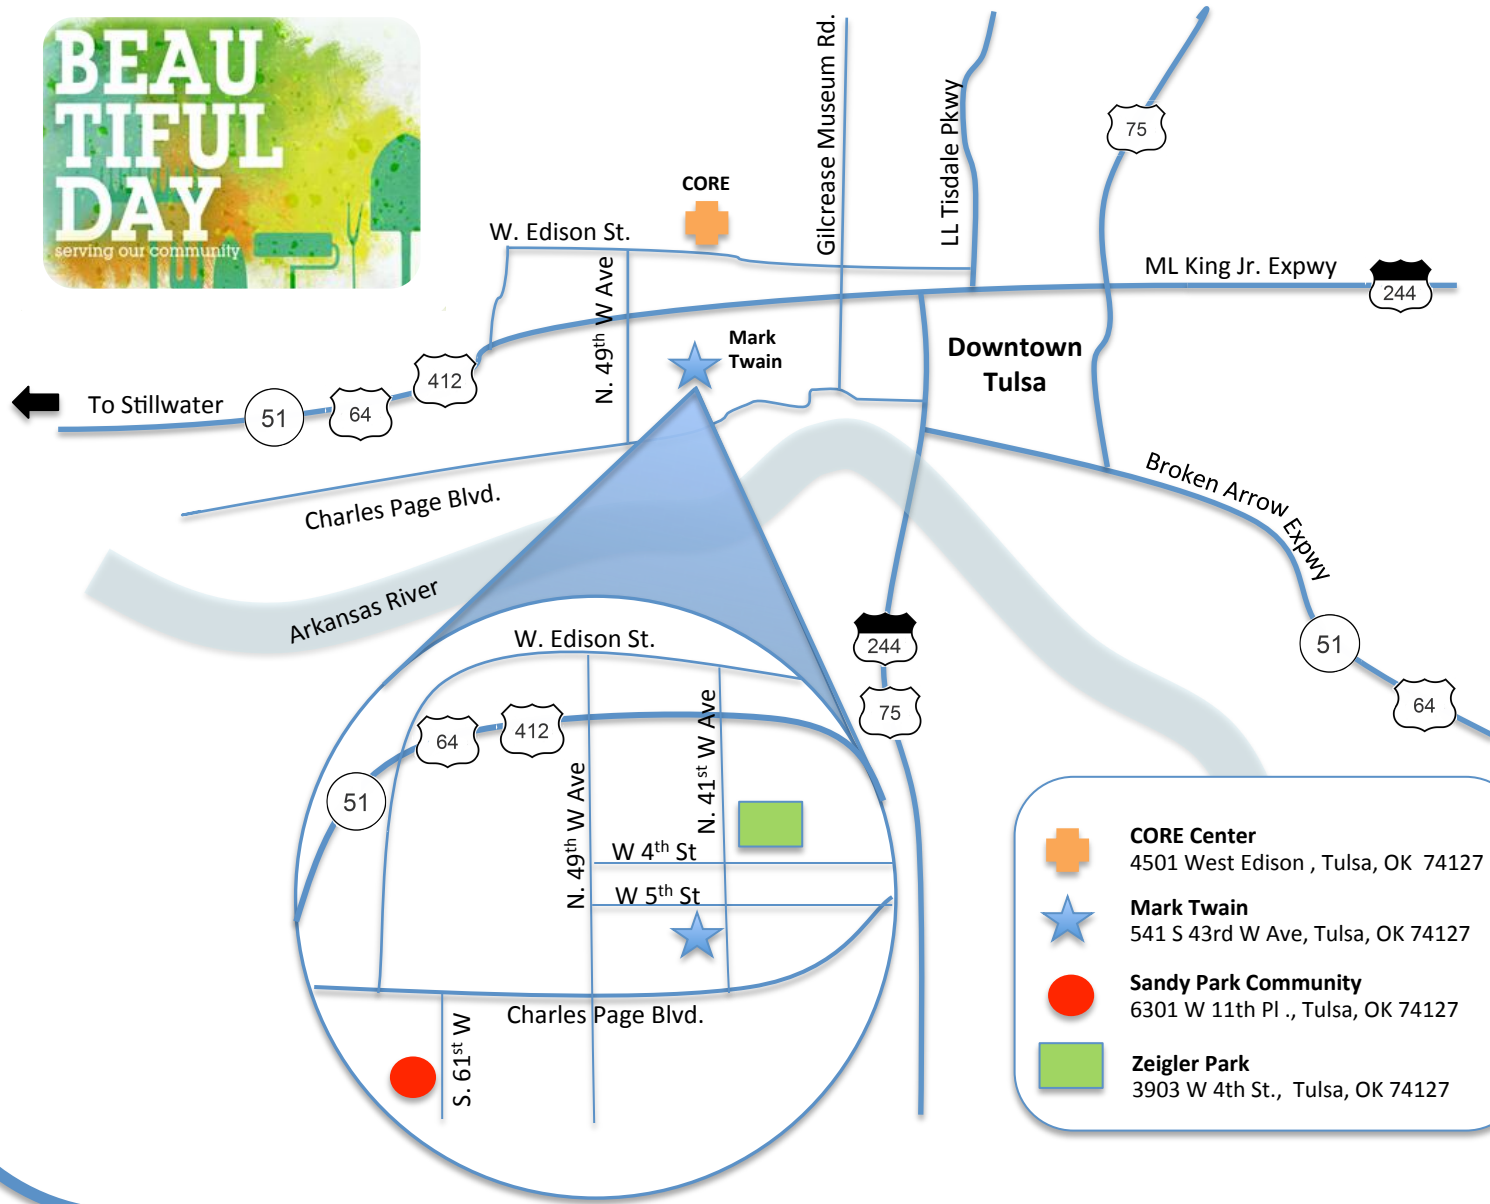 BEAU
TIFUL
DAY
serving our community
Gilcrease Museum Rd.
LL Tisdale Pkwy
75
CORE
W. Edison St.
ML King Jr. Expwy
244
N. 49th W Ave
Mark
Twain
Downtown
Tulsa
412
To Stillwater
51
64
Charles Page Blvd.
Broken Arrow Expwy
Arkansas River
244
75
51
64
W. Edison St.
64
412
51
N. 49th W Ave
N. 41st W Ave
W 4th St
W 5th St
Charles Page Blvd.
S. 61st W
CORE Center
4501 West Edison , Tulsa, OK 74127
Mark Twain
541 S 43rd W Ave, Tulsa, OK 74127
Sandy Park Community
6301 W 11th Pl ., Tulsa, OK 74127
Zeigler Park
3903 W 4th St., Tulsa, OK 74127